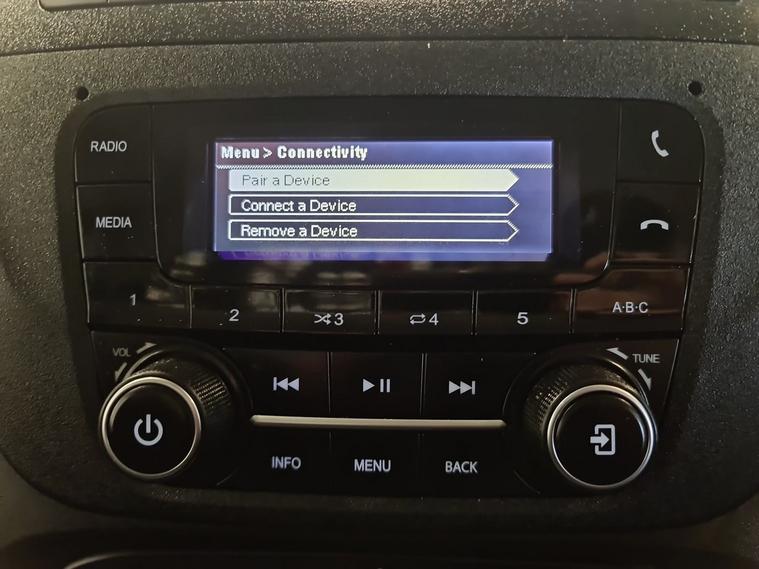 RADIO
Menu > Connectivity
Pair a Device
MEDIA
Connect a Device
Remove a Device
1
2
3
4
5
A·B·C
VOL
TUNE
INFO
MENU
BACK